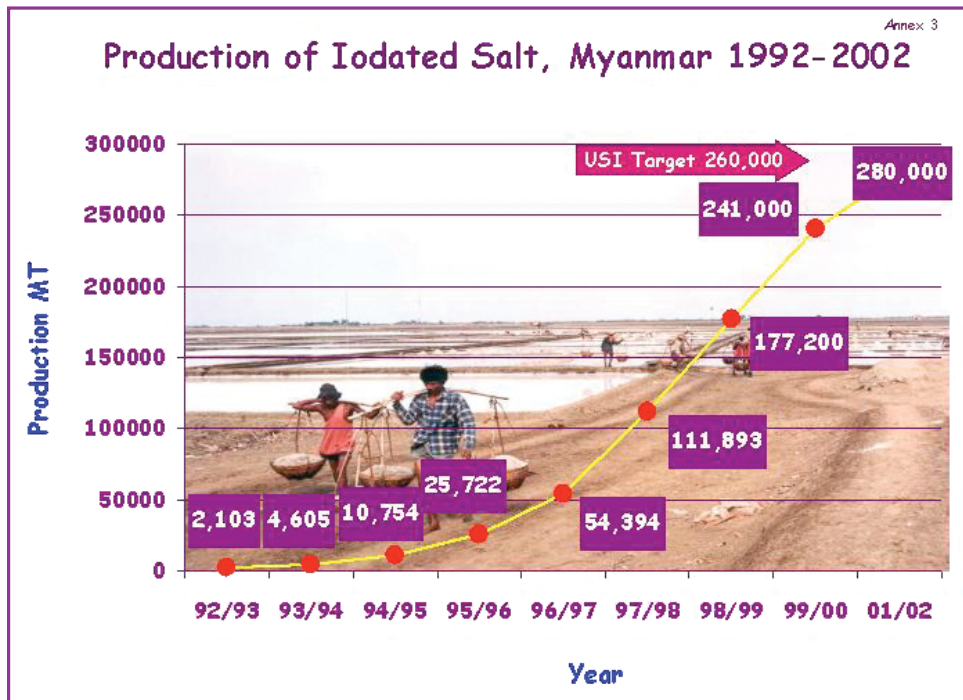 Annex 3
Production of Iodated Salt, Myanmar 1992-2002
300000
250000
200000
150000
100000
50000
0
Production MT
USI Target 260,000
280,000
241,000
177,200
111,893
54,394
25,722
10,754
4,605
2,103
92/93 93/94 94/95 95/96 96/97 97/98 98/99 99/00 01/02
Year